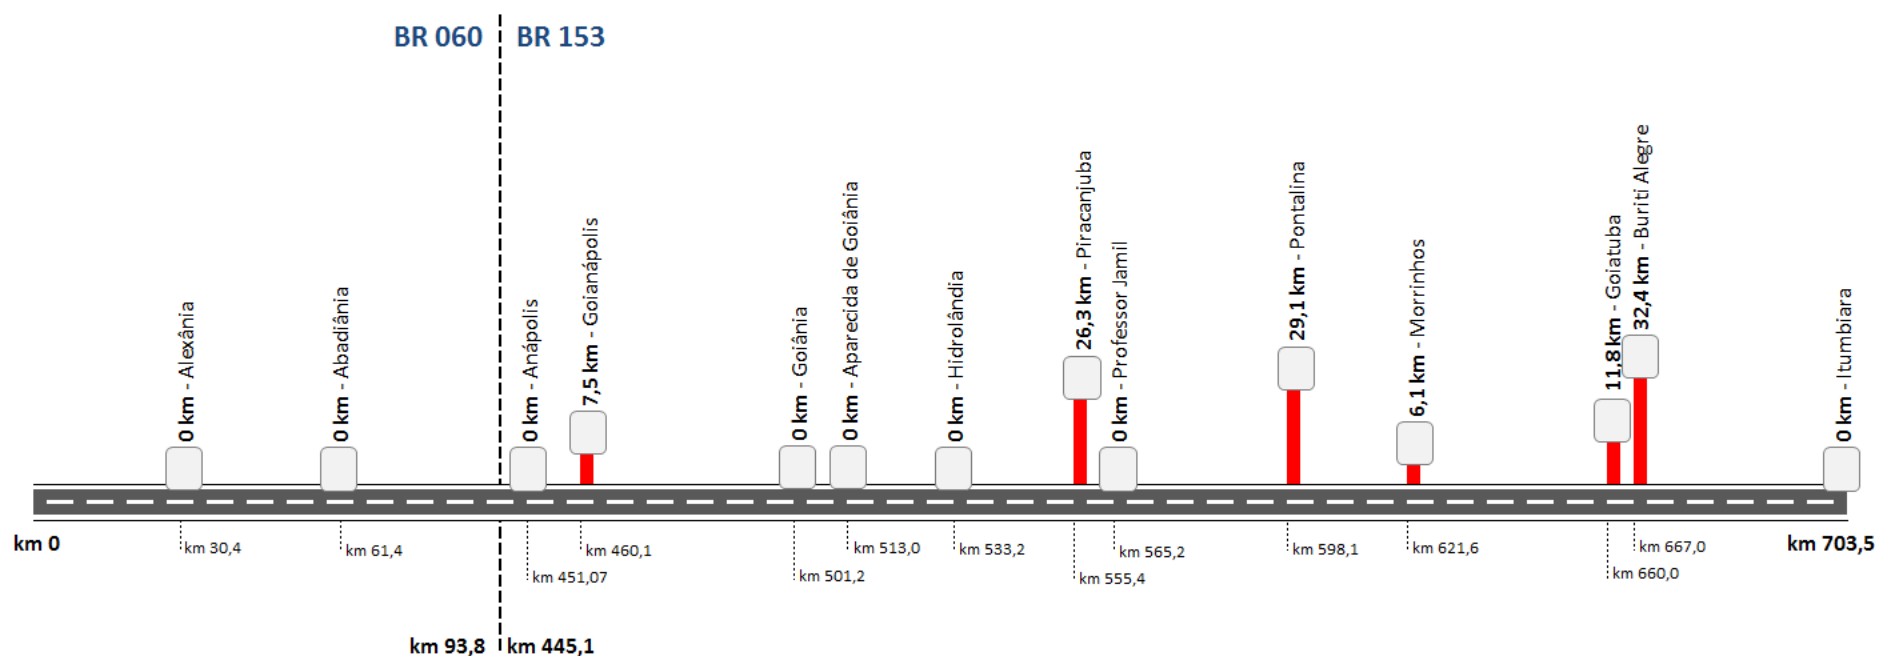 BR 060
BR 153
0 km - Alexânia
0 km - Abadiânia
0 km - Anápolis
7,5 km - Goianápolis
0 km - Goiânia
0 km - Aparecida de Goiânia
0 km - Hidrolândia
26,3 km - Piracanjuba
0 km - Professor Jamil
29,1 km - Pontalina
6,1 km - Morrinhos
11,8 km - Goiatuba
32,4 km - Buriti Alegre
0 km - Itumbiara
km 0
km 30,4
km 61,4
km 451,07
km 460,1
km 501,2
km 513,0
km 533,2
km 555,4
km 565,2
km 598,1
km 621,6
km 660,0
km 667,0
km 703,5
km 93,8
km 445,1